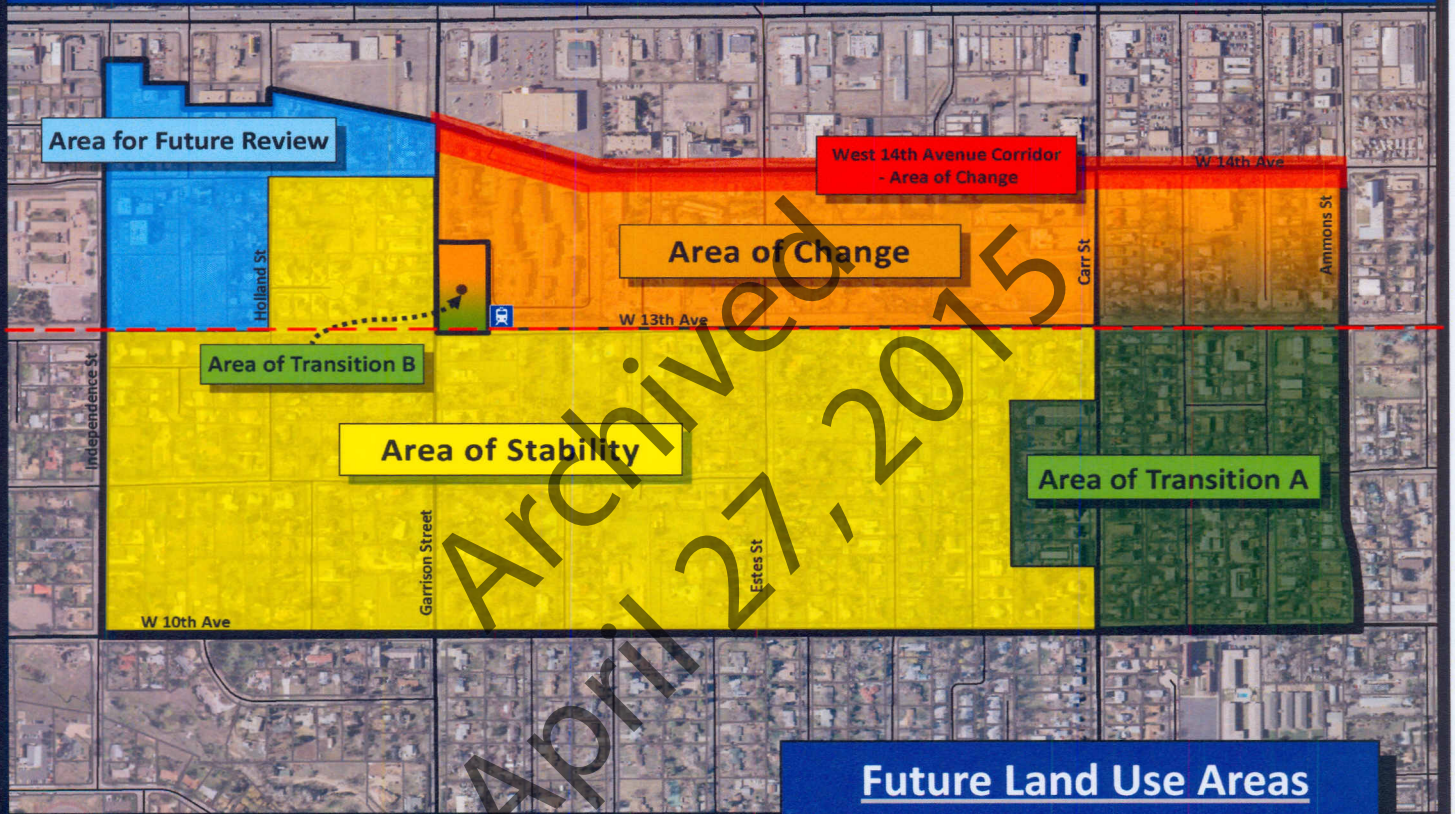 Area for Future Review
West 14th Avenue Corridor
- Area of Change
W 14th Ave
Area of Change
Holland St
Carr St
Ammons St
W 13th Ave
Area of Transition B
Independence St
Area of Stability
Area of Transition A
Garrison Street
Estes St
W 10th Ave
Archived
April 27, 2015
Future Land Use Areas